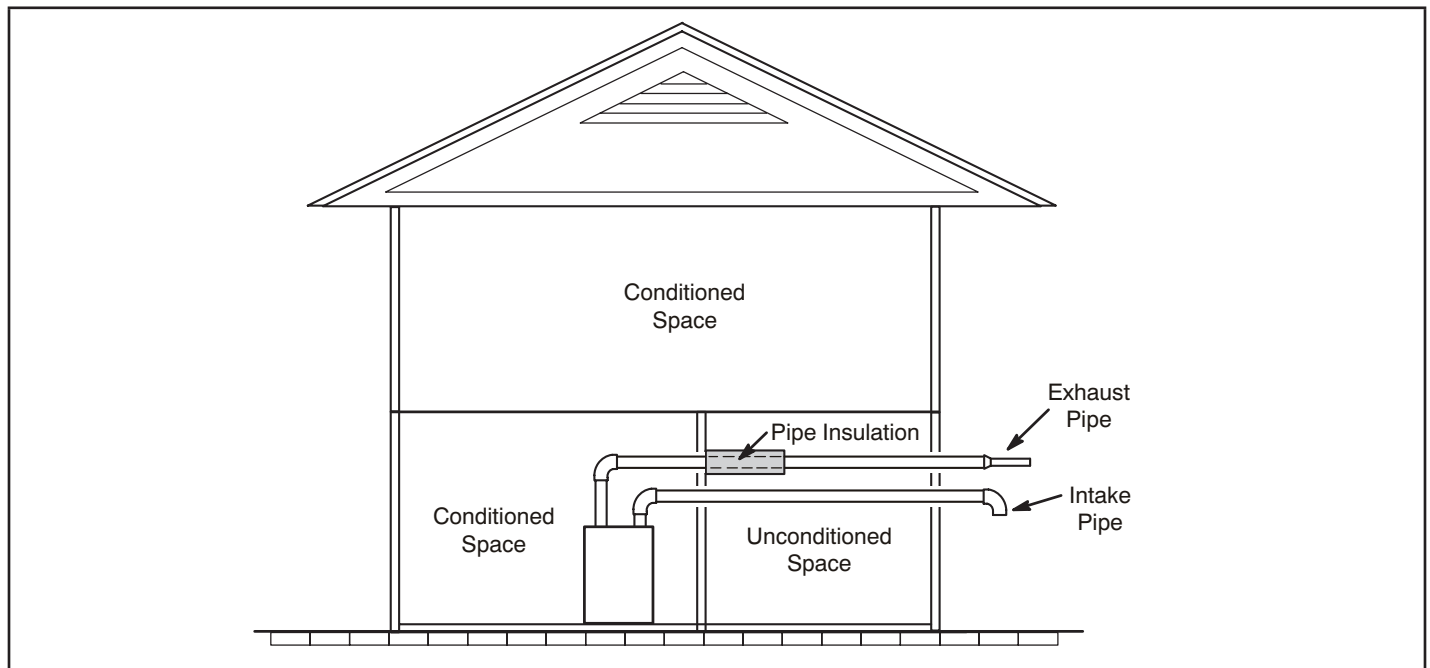 Conditioned
Space
Exhaust
Pipe
Pipe Insulation
Intake
Pipe
Conditioned
Space
Unconditioned
Space